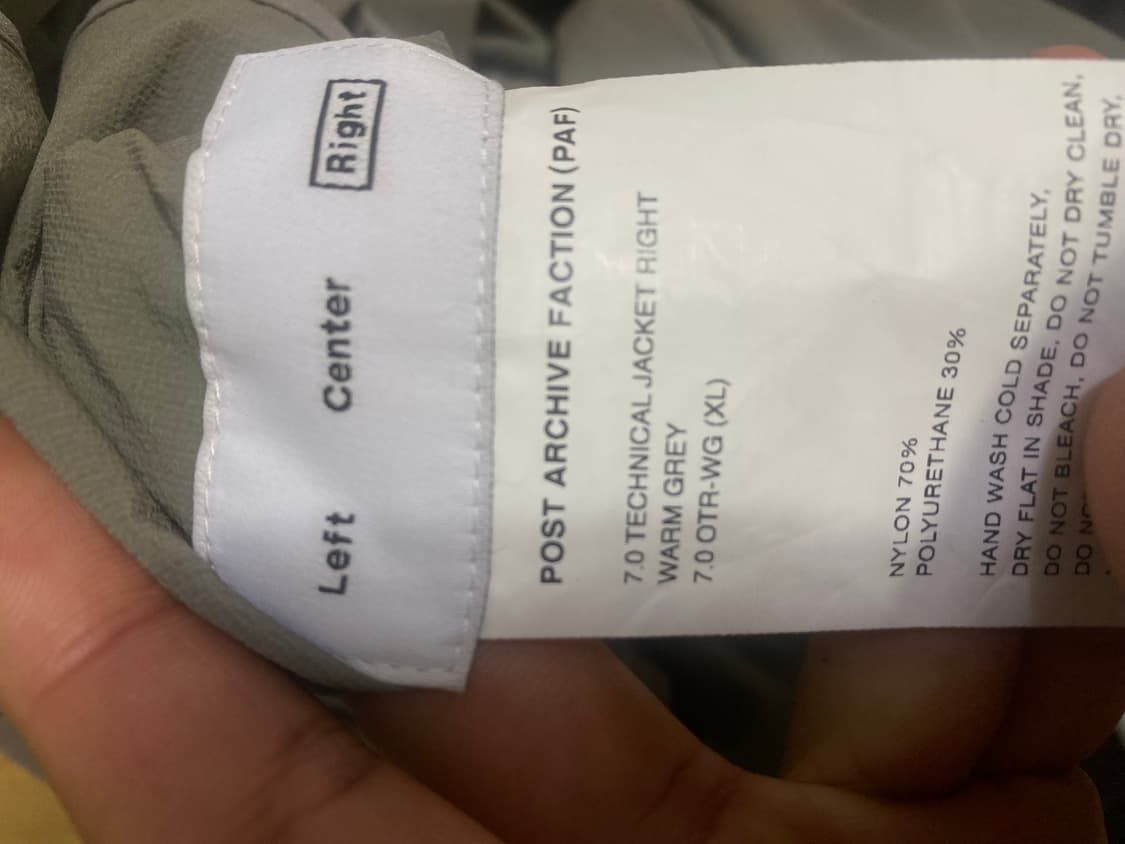 Left Center Right
POST ARCHIVE FACTION (PAF)
7.0 TECHNICAL JACKET RIGHT
WARM GREY
7.0 OTR-WG (XL)
NYLON 70%
POLYURETHANE 30%
HAND WASH COLD SEPARATELY,
DRY FLAT IN SHADE, DO NOT DRY CLEAN,
DO NOT BLEACH, DO NOT TUMBLE DRY,
DO